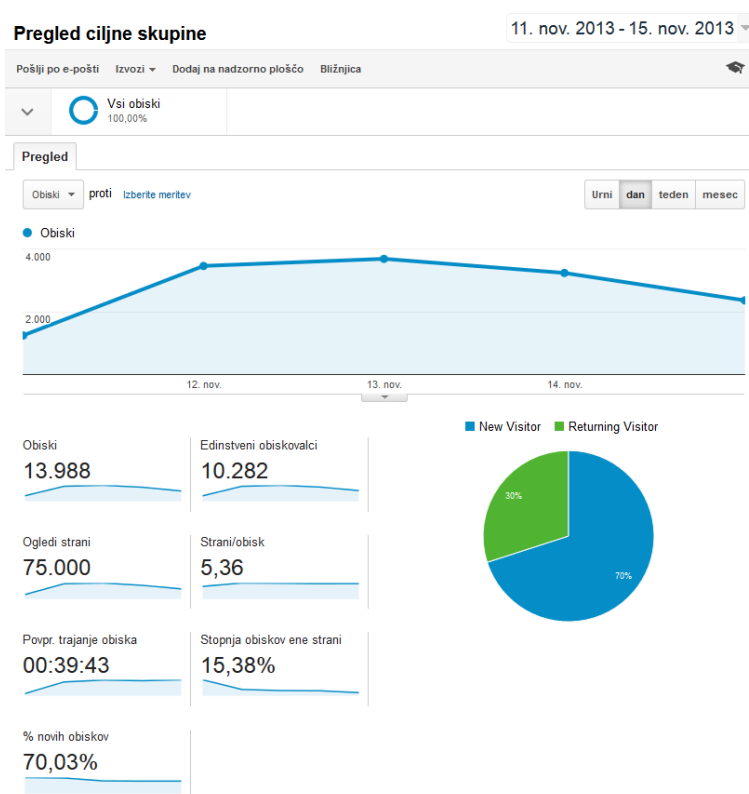 Pregled ciljne skupine
11. nov. 2013 - 15. nov. 2013
Pošlji po e-pošti Izvozi Dodaj na nadzorno ploščo Bližnjica
Vsi obiski
100,00%
Pregled
Obiski proti Izberite meritev
Urni dan teden mesec
Obiski
4.000
2.000
12. nov. 13. nov. 14. nov.
New Visitor Returning Visitor
Obiski
13.988
Edinstveni obiskovalci
10.282
30%
70%
Ogledi strani
75.000
Strani/obisk
5,36
Povpr. trajanje obiska
00:39:43
Stopnja obiskov ene strani
15,38%
% novih obiskov
70,03%